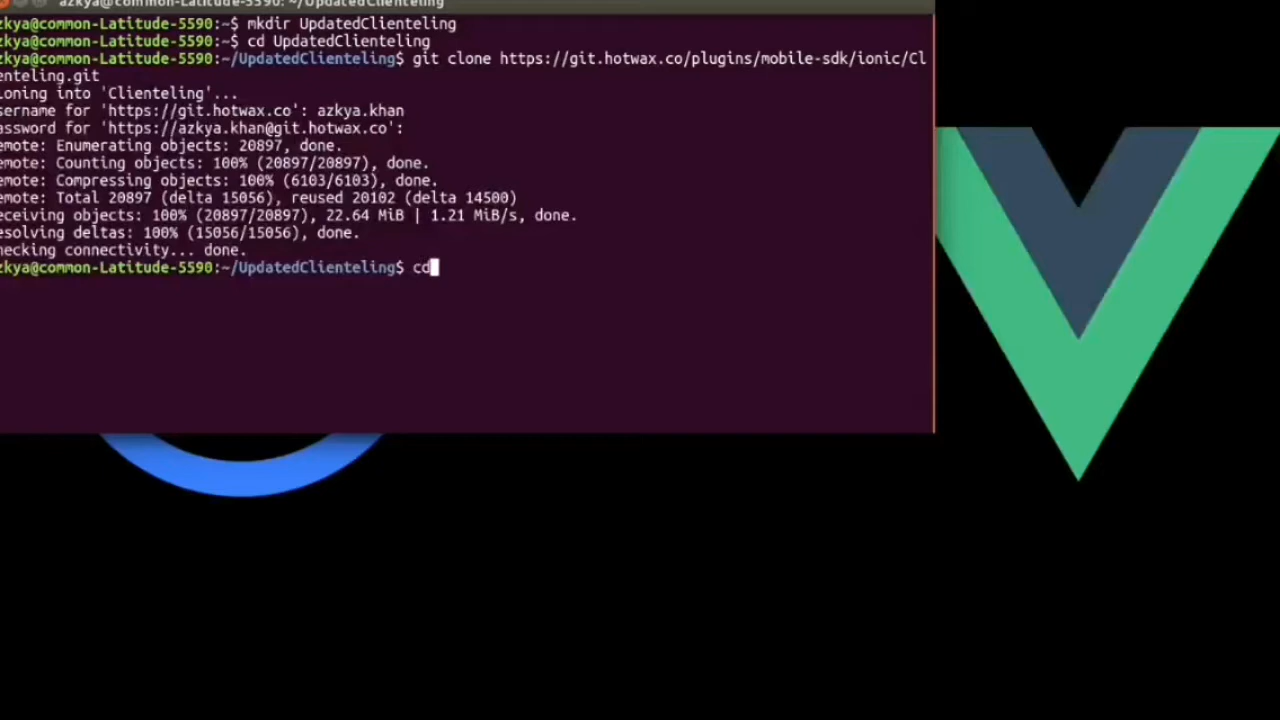 azkya@common-Latitude-5590: ~/UpdatedClienteling
zkya@common-Latitude-5590:~$ mkdir UpdatedClienteling
zkya@common-Latitude-5590:~$ cd UpdatedClienteling
zkya@common-Latitude-5590:~/UpdatedClienteling$ git clone https://git.hotwax.co/plugins/mobile-sdk/ionic/Cl
enteling.git
loning into 'Clienteling'...
sername for 'https://git.hotwax.co': azkya.khan
assword for 'https://azkya.khan@git.hotwax.co':
emote: Enumerating objects: 20897, done.
emote: Counting objects: 100% (20897/20897), done.
emote: Compressing objects: 100% (6103/6103), done.
emote: Total 20897 (delta 15056), reused 20102 (delta 14500)
eceiving objects: 100% (20897/20897), 22.64 MiB | 1.21 MiB/s, done.
esolving deltas: 100% (15056/15056), done.
hecking connectivity... done.
zkya@common-Latitude-5590:~/UpdatedClienteling$ cd